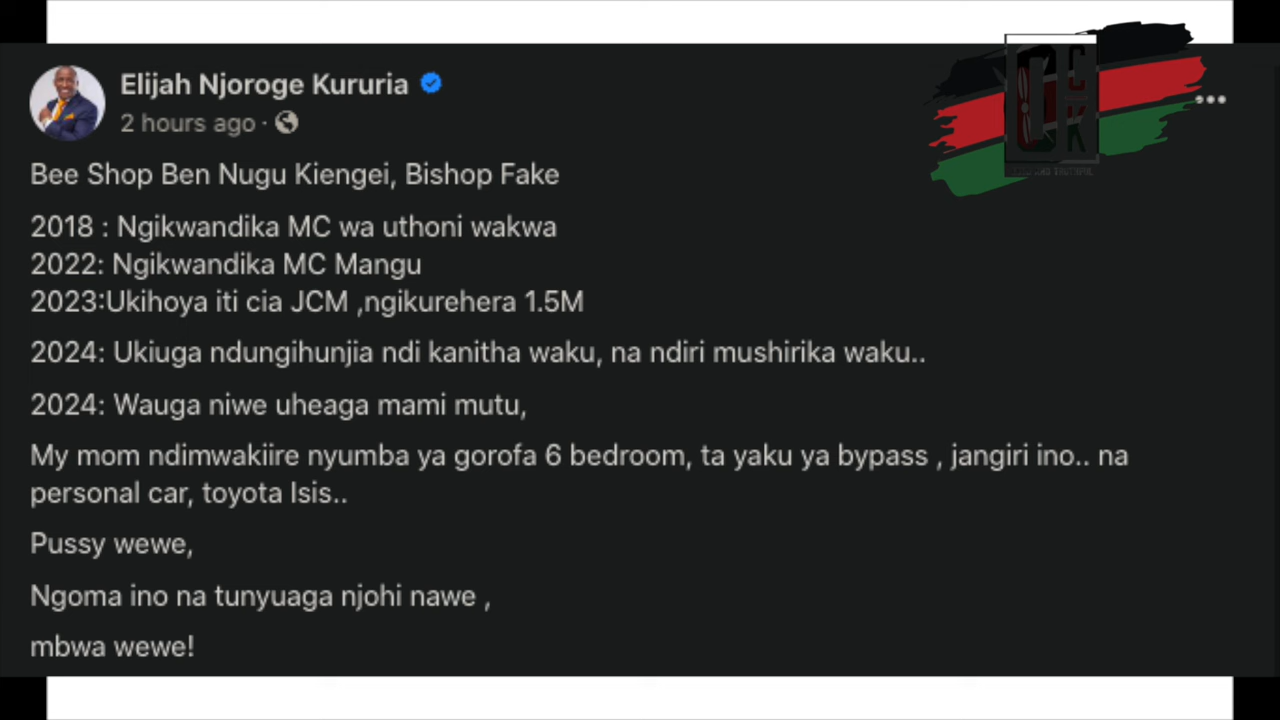 Elijah Njoroge Kururia
2 hours ago ·
Bee Shop Ben Nugu Kiengei, Bishop Fake
2018 : Ngikwandika MC wa uthoni wakwa
2022: Ngikwandika MC Mangu
2023:Ukihoya iti cia JCM ,ngikurehera 1.5M
2024: Ukiuga ndungihunjia ndi kanitha waku, na ndiri mushirika waku..
2024: Wauga niwe uheaga mami mutu,
My mom ndimwakiire nyumba ya gorofa 6 bedroom, ta yaku ya bypass , jangiri ino.. na
personal car, toyota Isis..
Pussy wewe,
Ngoma ino na tunyuaga njohi nawe ,
mbwa wewe!